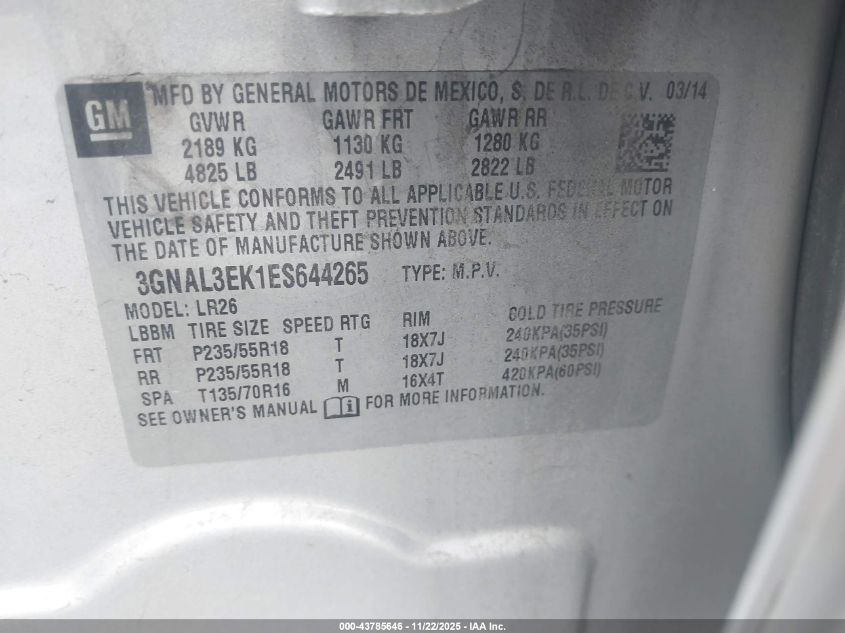 GM
MFD BY GENERAL MOTORS DE MEXICO, S. DE R.L. DE C.V. 03/14
GVWR GAWR FRT GAWR RR
2189 KG 1130 KG 1280 KG
4825 LB 2491 LB 2822 LB
THIS VEHICLE CONFORMS TO ALL APPLICABLE U.S. FEDERAL MOTOR
VEHICLE SAFETY AND THEFT PREVENTION STANDARDS IN EFFECT ON
THE DATE OF MANUFACTURE SHOWN ABOVE.
3GNAL3EK1ES644265 TYPE: M.P.V.
MODEL: LR26
LBBM TIRE SIZE SPEED RTG RIM COLD TIRE PRESSURE
FRT P235/55R18 T 18X7J 240KPA(35PSI)
RR P235/55R18 T 18X7J 240KPA(35PSI)
SPA T135/70R16 M 16X4T 420KPA(60PSI)
SEE OWNER'S MANUAL FOR MORE INFORMATION.
000-43785646 - 11/22/2025 - IAA Inc.